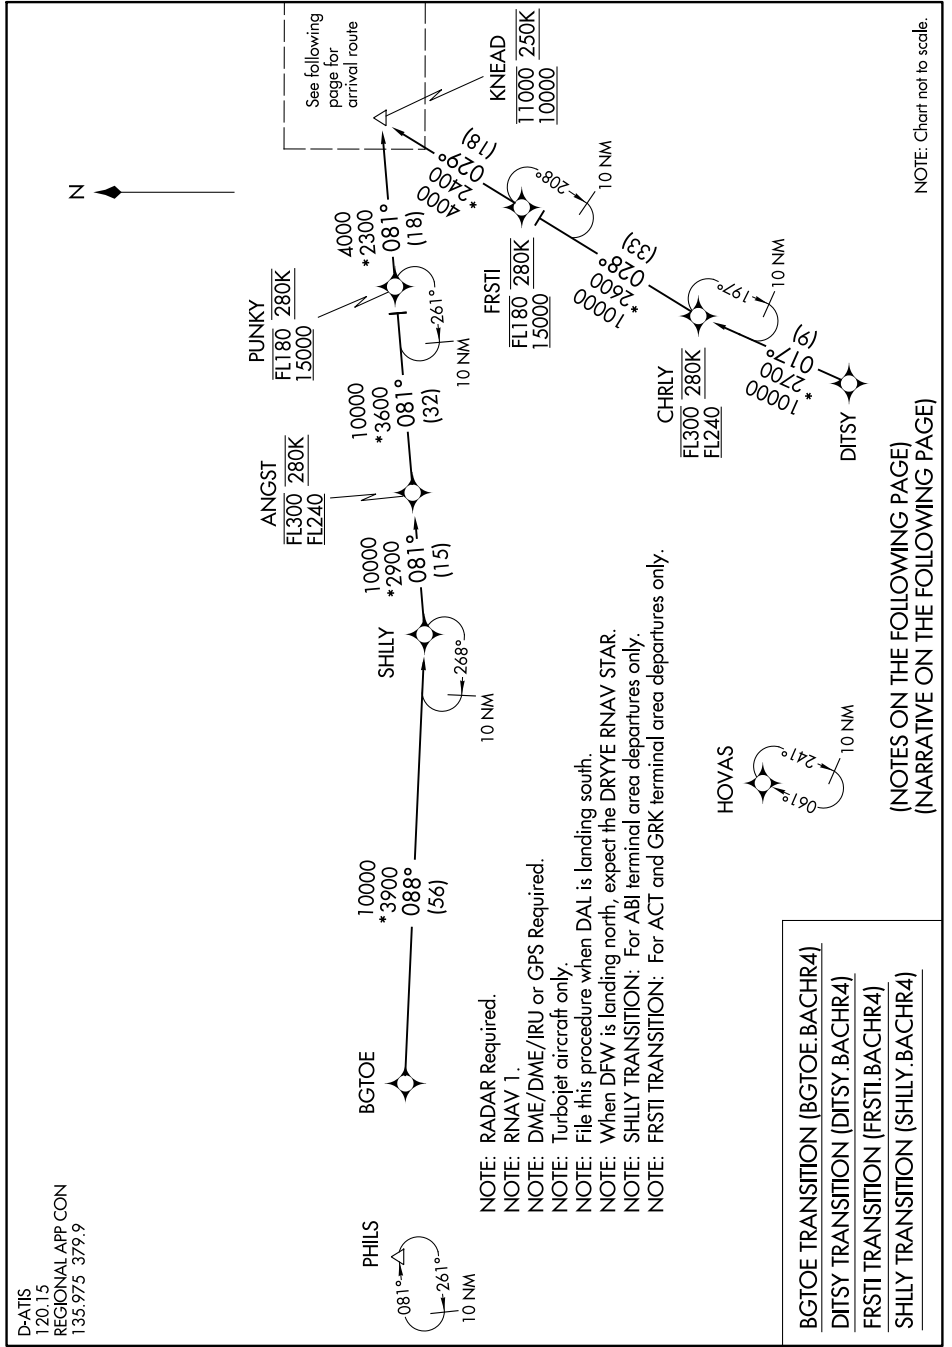 D-ATIS
120.15
REGIONAL APP CON
135.975 379.9
N
See following
page for
arrival route
KNEAD
11000 250K
10000
4000
*2300
081°
(18)
PUNKY
FL180 280K
15000
261°
10 NM
10000
*3600
081°
(32)
ANGST
FL300 280K
FL240
10000
*2900
081°
(15)
SHLLY
268°
10 NM
10000
*3900
088°
(56)
BGTOE
PHILS
081°
261°
10 NM
4000
*2400
029°
(18)
FRSTI
FL180 280K
15000
208°
10 NM
10000
*2600
028°
(33)
CHRLY
FL300 280K
FL240
197°
10 NM
10000
*2700
017°
(9)
DITSY
HOVAS
241°
061°
10 NM
NOTE: RADAR Required.
NOTE: RNAV 1.
NOTE: DME/DME/IRU or GPS Required.
NOTE: Turbojet aircraft only.
NOTE: File this procedure when DAL is landing south.
NOTE: When DFW is landing north, expect the DRYYE RNAV STAR.
NOTE: SHLLY TRANSITION: For ABI terminal area departures only.
NOTE: FRSTI TRANSITION: For ACT and GRK terminal area departures only.
BGTOE TRANSITION (BGTOE.BACHR4)
DITSY TRANSITION (DITSY.BACHR4)
FRSTI TRANSITION (FRSTI.BACHR4)
SHLLY TRANSITION (SHLLY.BACHR4)
(NOTES ON THE FOLLOWING PAGE)
(NARRATIVE ON THE FOLLOWING PAGE)
NOTE: Chart not to scale.